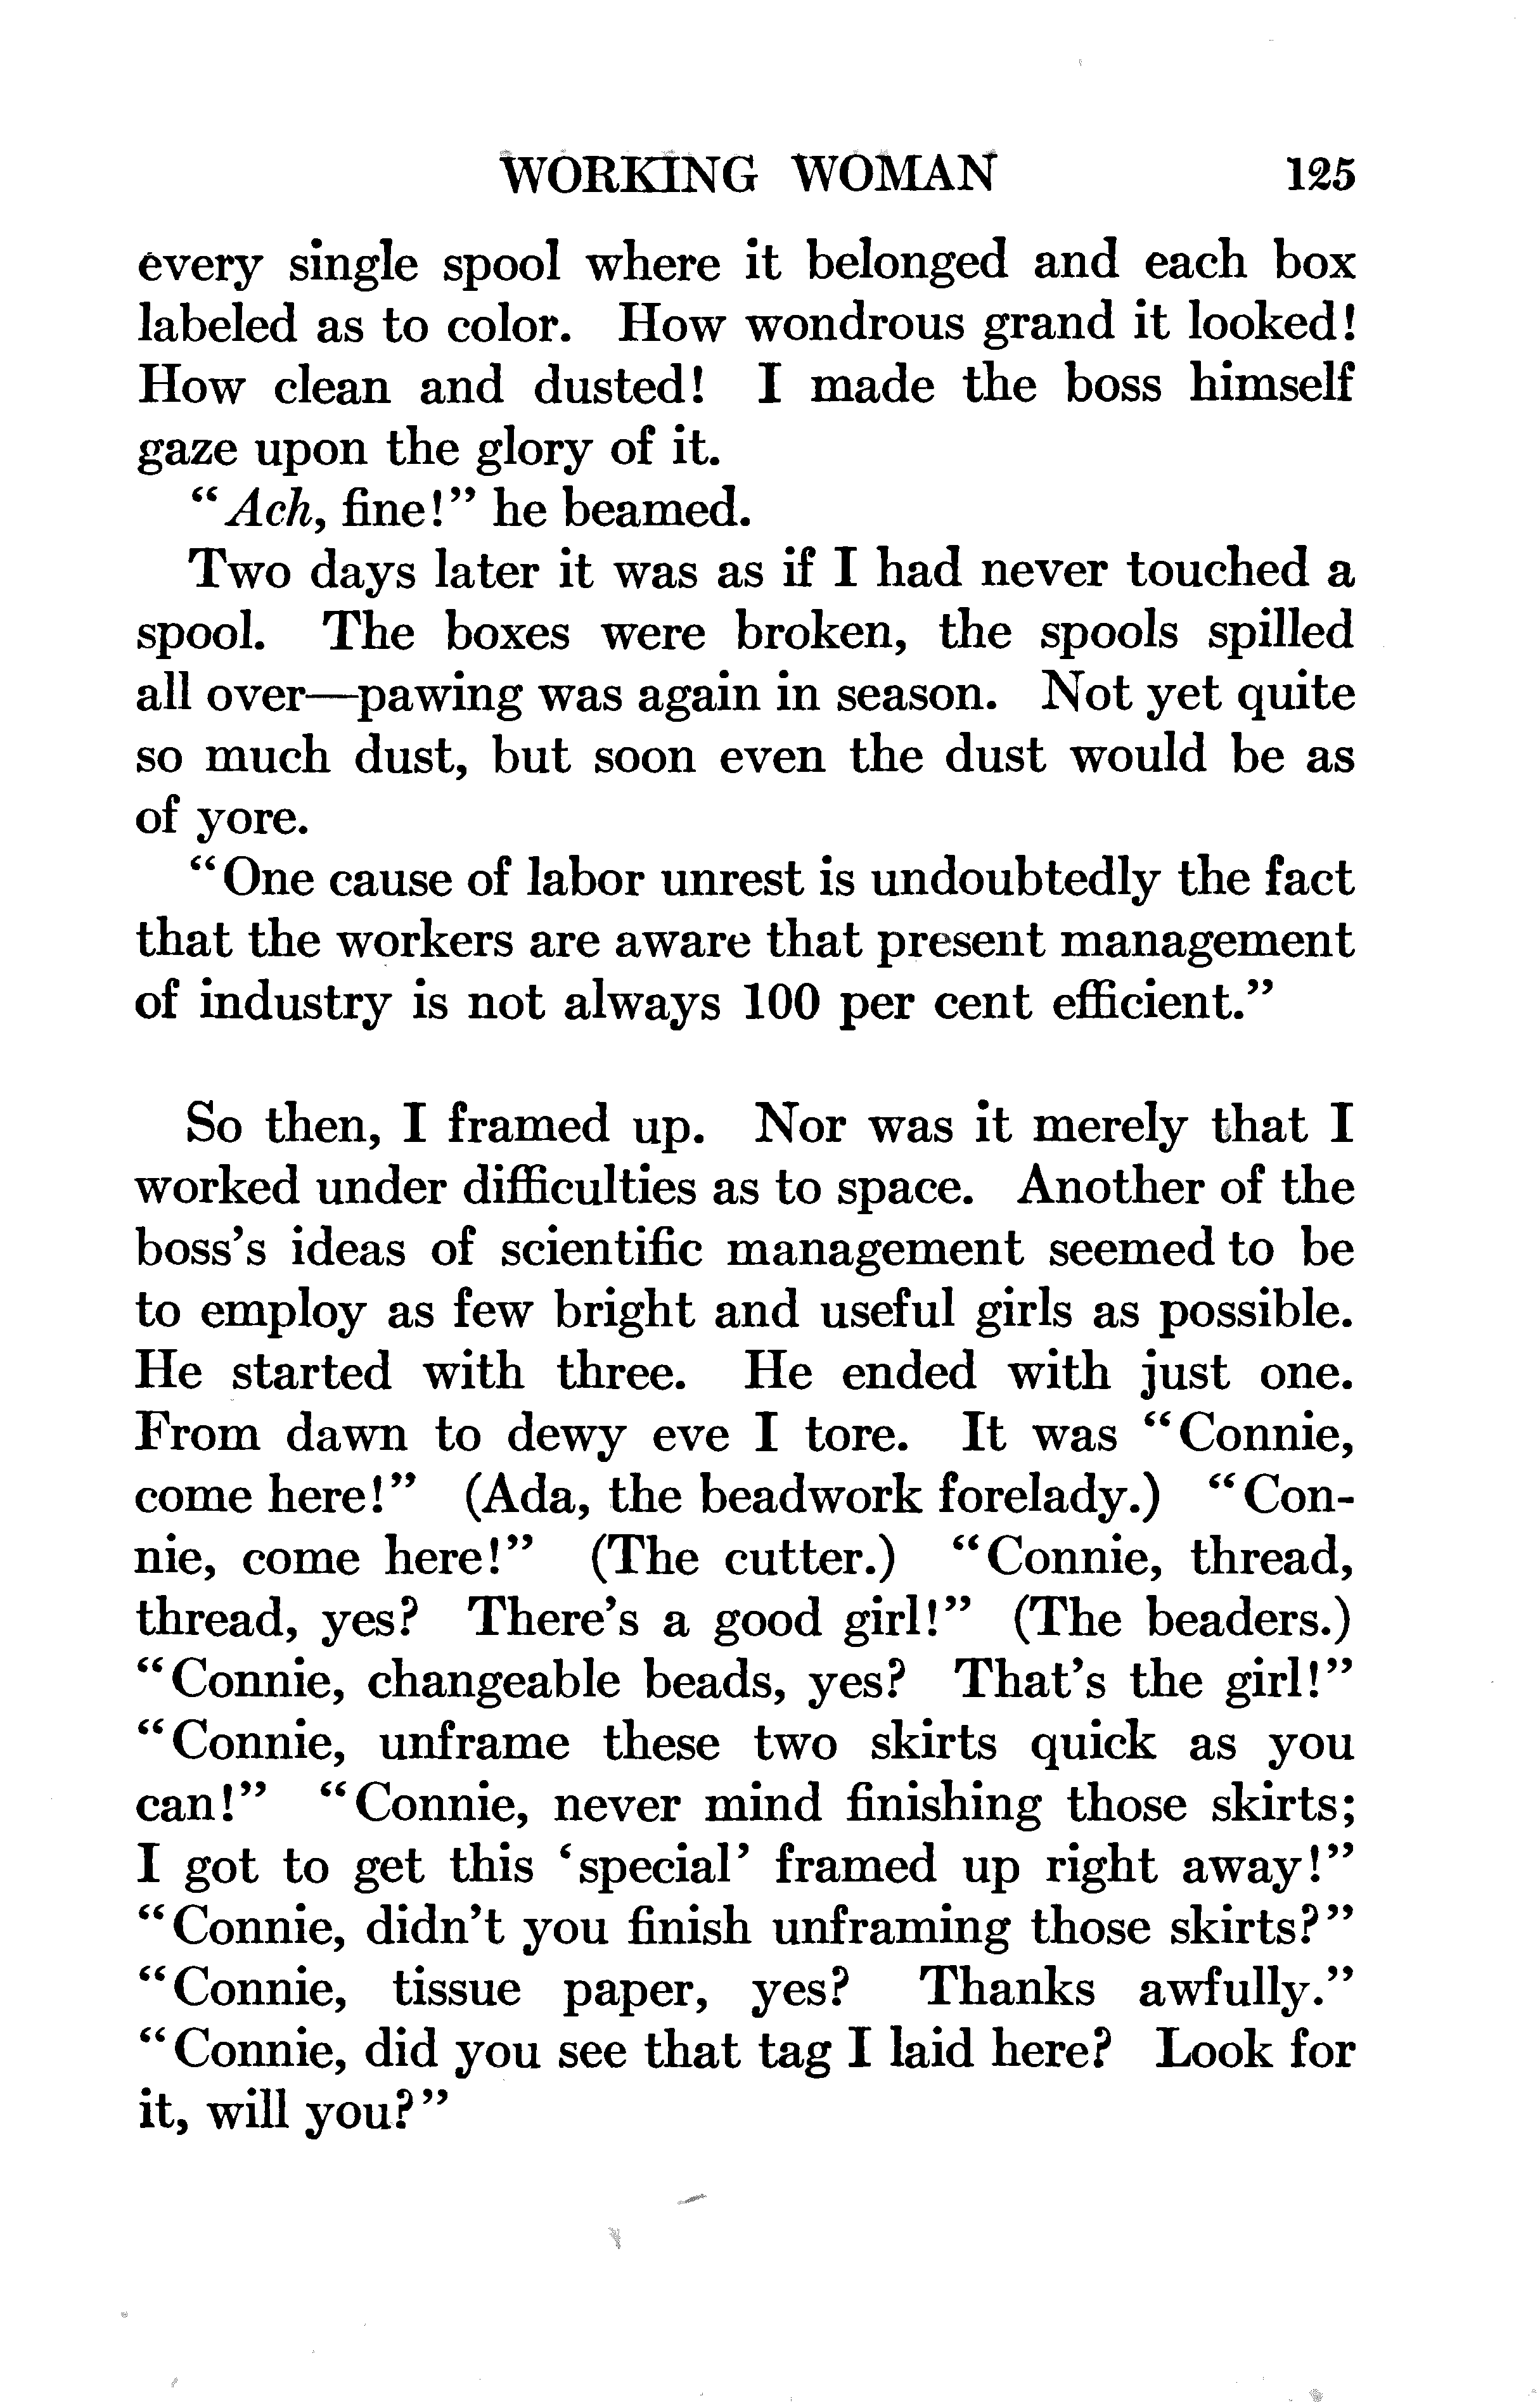 WORKING WOMAN 125
every single spool where it belonged and each box
labeled as to color. How wondrous grand it looked!
How clean and dusted! I made the boss himself
gaze upon the glory of it.
“Ach, fine!” he beamed.
Two days later it was as if I had never touched a
spool. The boxes were broken, the spools spilled
all over—pawing was again in season. Not yet quite
so much dust, but soon even the dust would be as
of yore.
“One cause of labor unrest is undoubtedly the fact
that the workers are aware that present management
of industry is not always 100 per cent efficient.”
So then, I framed up. Nor was it merely that I
worked under difficulties as to space. Another of the
boss’s ideas of scientific management seemed to be
to employ as few bright and useful girls as possible.
He started with three. He ended with just one.
From dawn to dewy eve I tore. It was “Connie,
come here!” (Ada, the beadwork forelady.) “Con-
nie, come here!” (The cutter.) “Connie, thread,
thread, yes? There’s a good girl!” (The beaders.)
“Connie, changeable beads, yes? That’s the girl!”
“Connie, unframe these two skirts quick as you
can!” “Connie, never mind finishing those skirts;
I got to get this ‘special’ framed up right away!”
“Connie, didn’t you finish unframing those skirts?”
“Connie, tissue paper, yes? Thanks awfully.”
“Connie, did you see that tag I laid here? Look for
it, will you?”